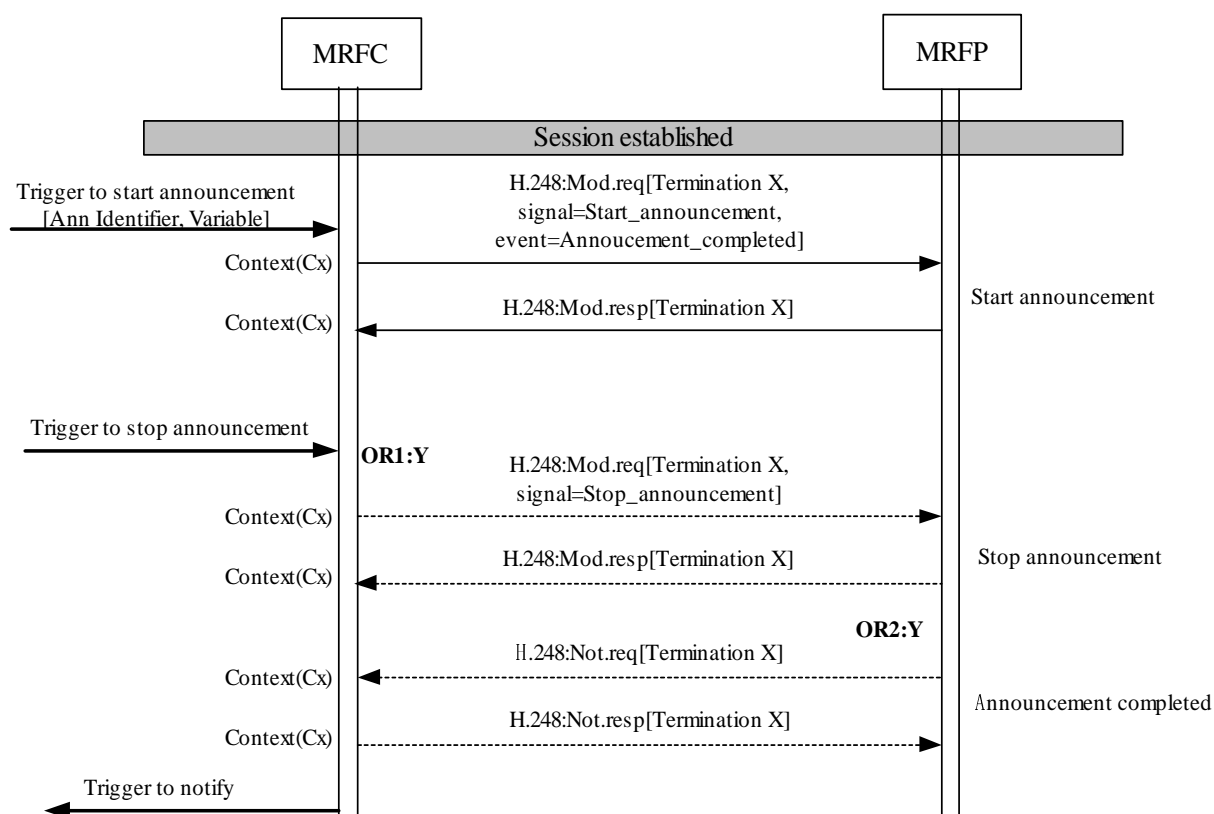 MRFC
MRFP
Session established
Trigger to start announcement
[Ann Identifier, Variable]
H.248:Mod.req[Termination X,
signal=Start_announcement,
event=Annoucement_completed]
Context(Cx)
Start announcement
H.248:Mod.resp[Termination X]
Context(Cx)
Trigger to stop announcement
OR1:Y
H.248:Mod.req[Termination X,
signal=Stop_announcement]
Context(Cx)
H.248:Mod.resp[Termination X]
Stop announcement
Context(Cx)
OR2:Y
H.248:Not.req[Termination X]
Context(Cx)
Announcement completed
H.248:Not.resp[Termination X]
Context(Cx)
Trigger to notify